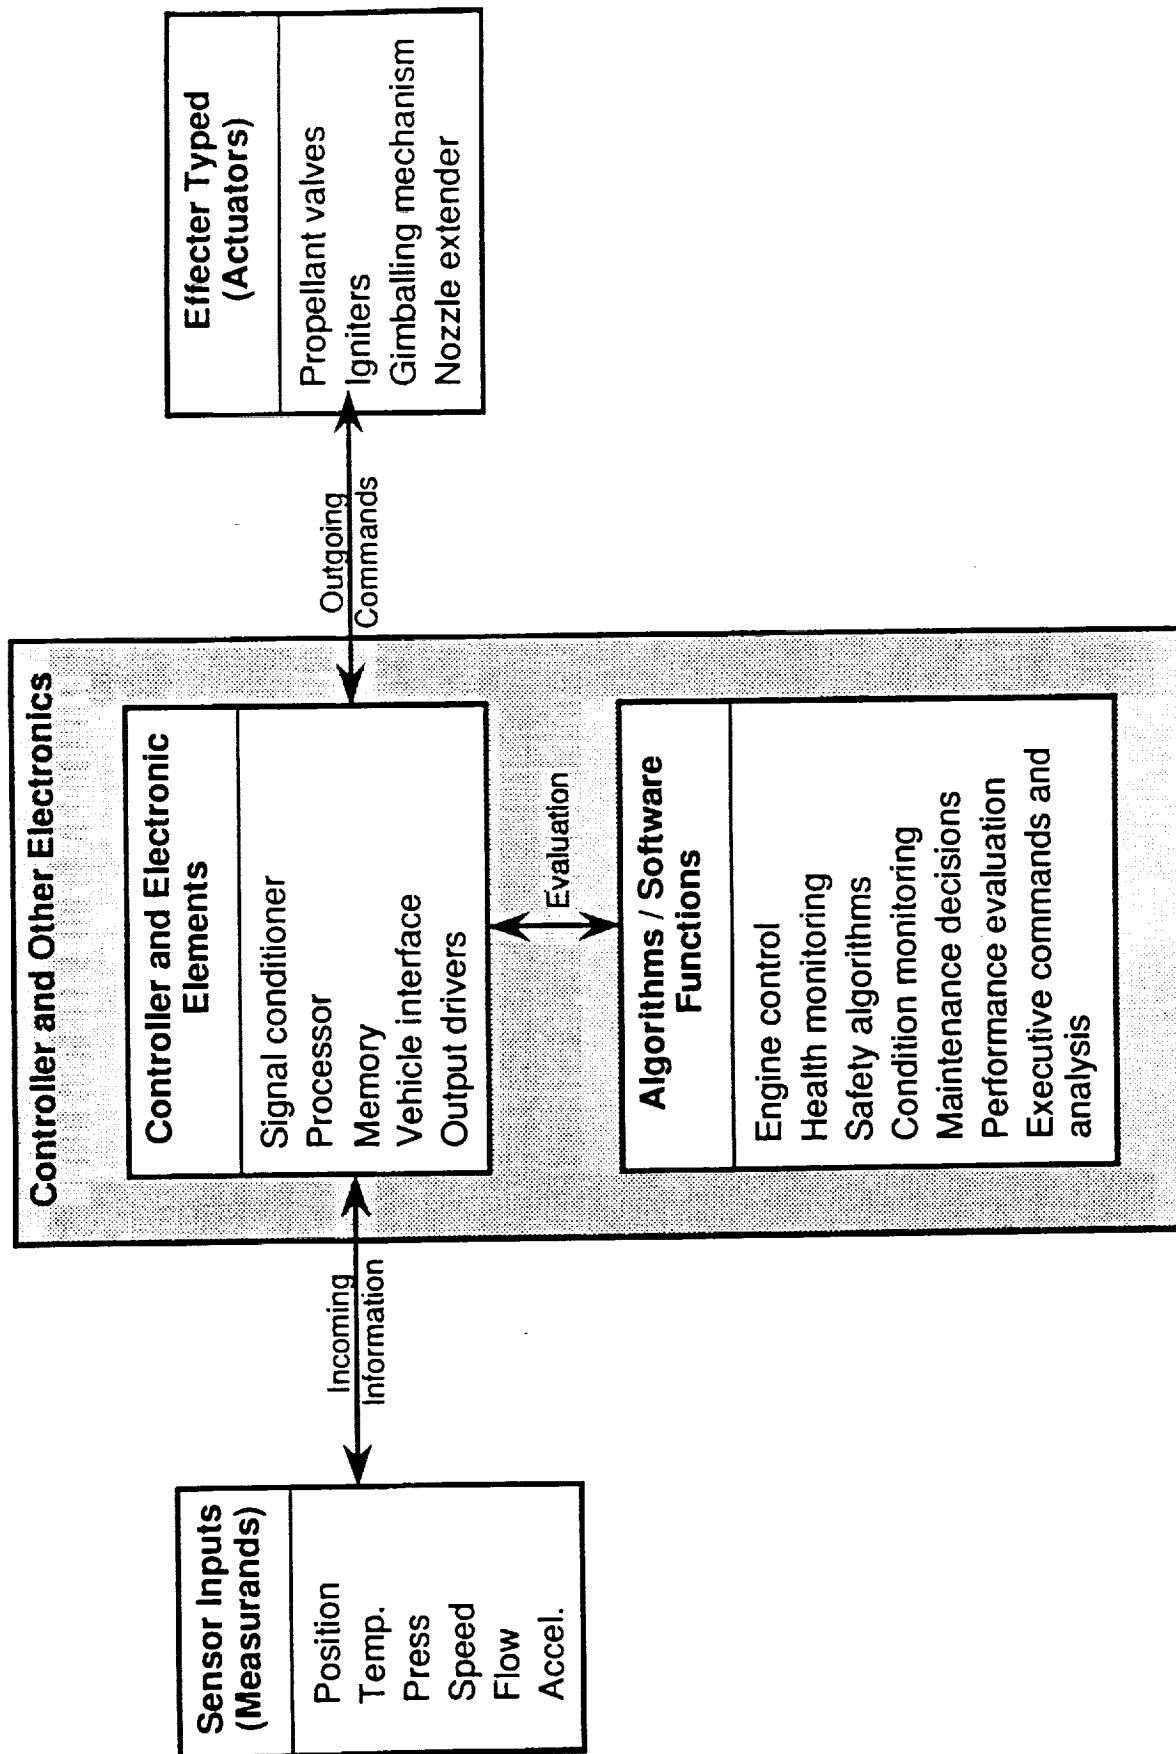 Controller and Other Electronics
Sensor Inputs
(Measurands)
Position
Temp.
Press
Speed
Flow
Accel.
Incoming
Information
Controller and Electronic
Elements
Signal conditioner
Processor
Memory
Vehicle interface
Output drivers
Evaluation
Algorithms / Software
Functions
Engine control
Health monitoring
Safety algorithms
Condition monitoring
Maintenance decisions
Performance evaluation
Executive commands and
analysis
Outgoing
Commands
Effecter Typed
(Actuators)
Propellant valves
Igniters
Gimballing mechanism
Nozzle extender